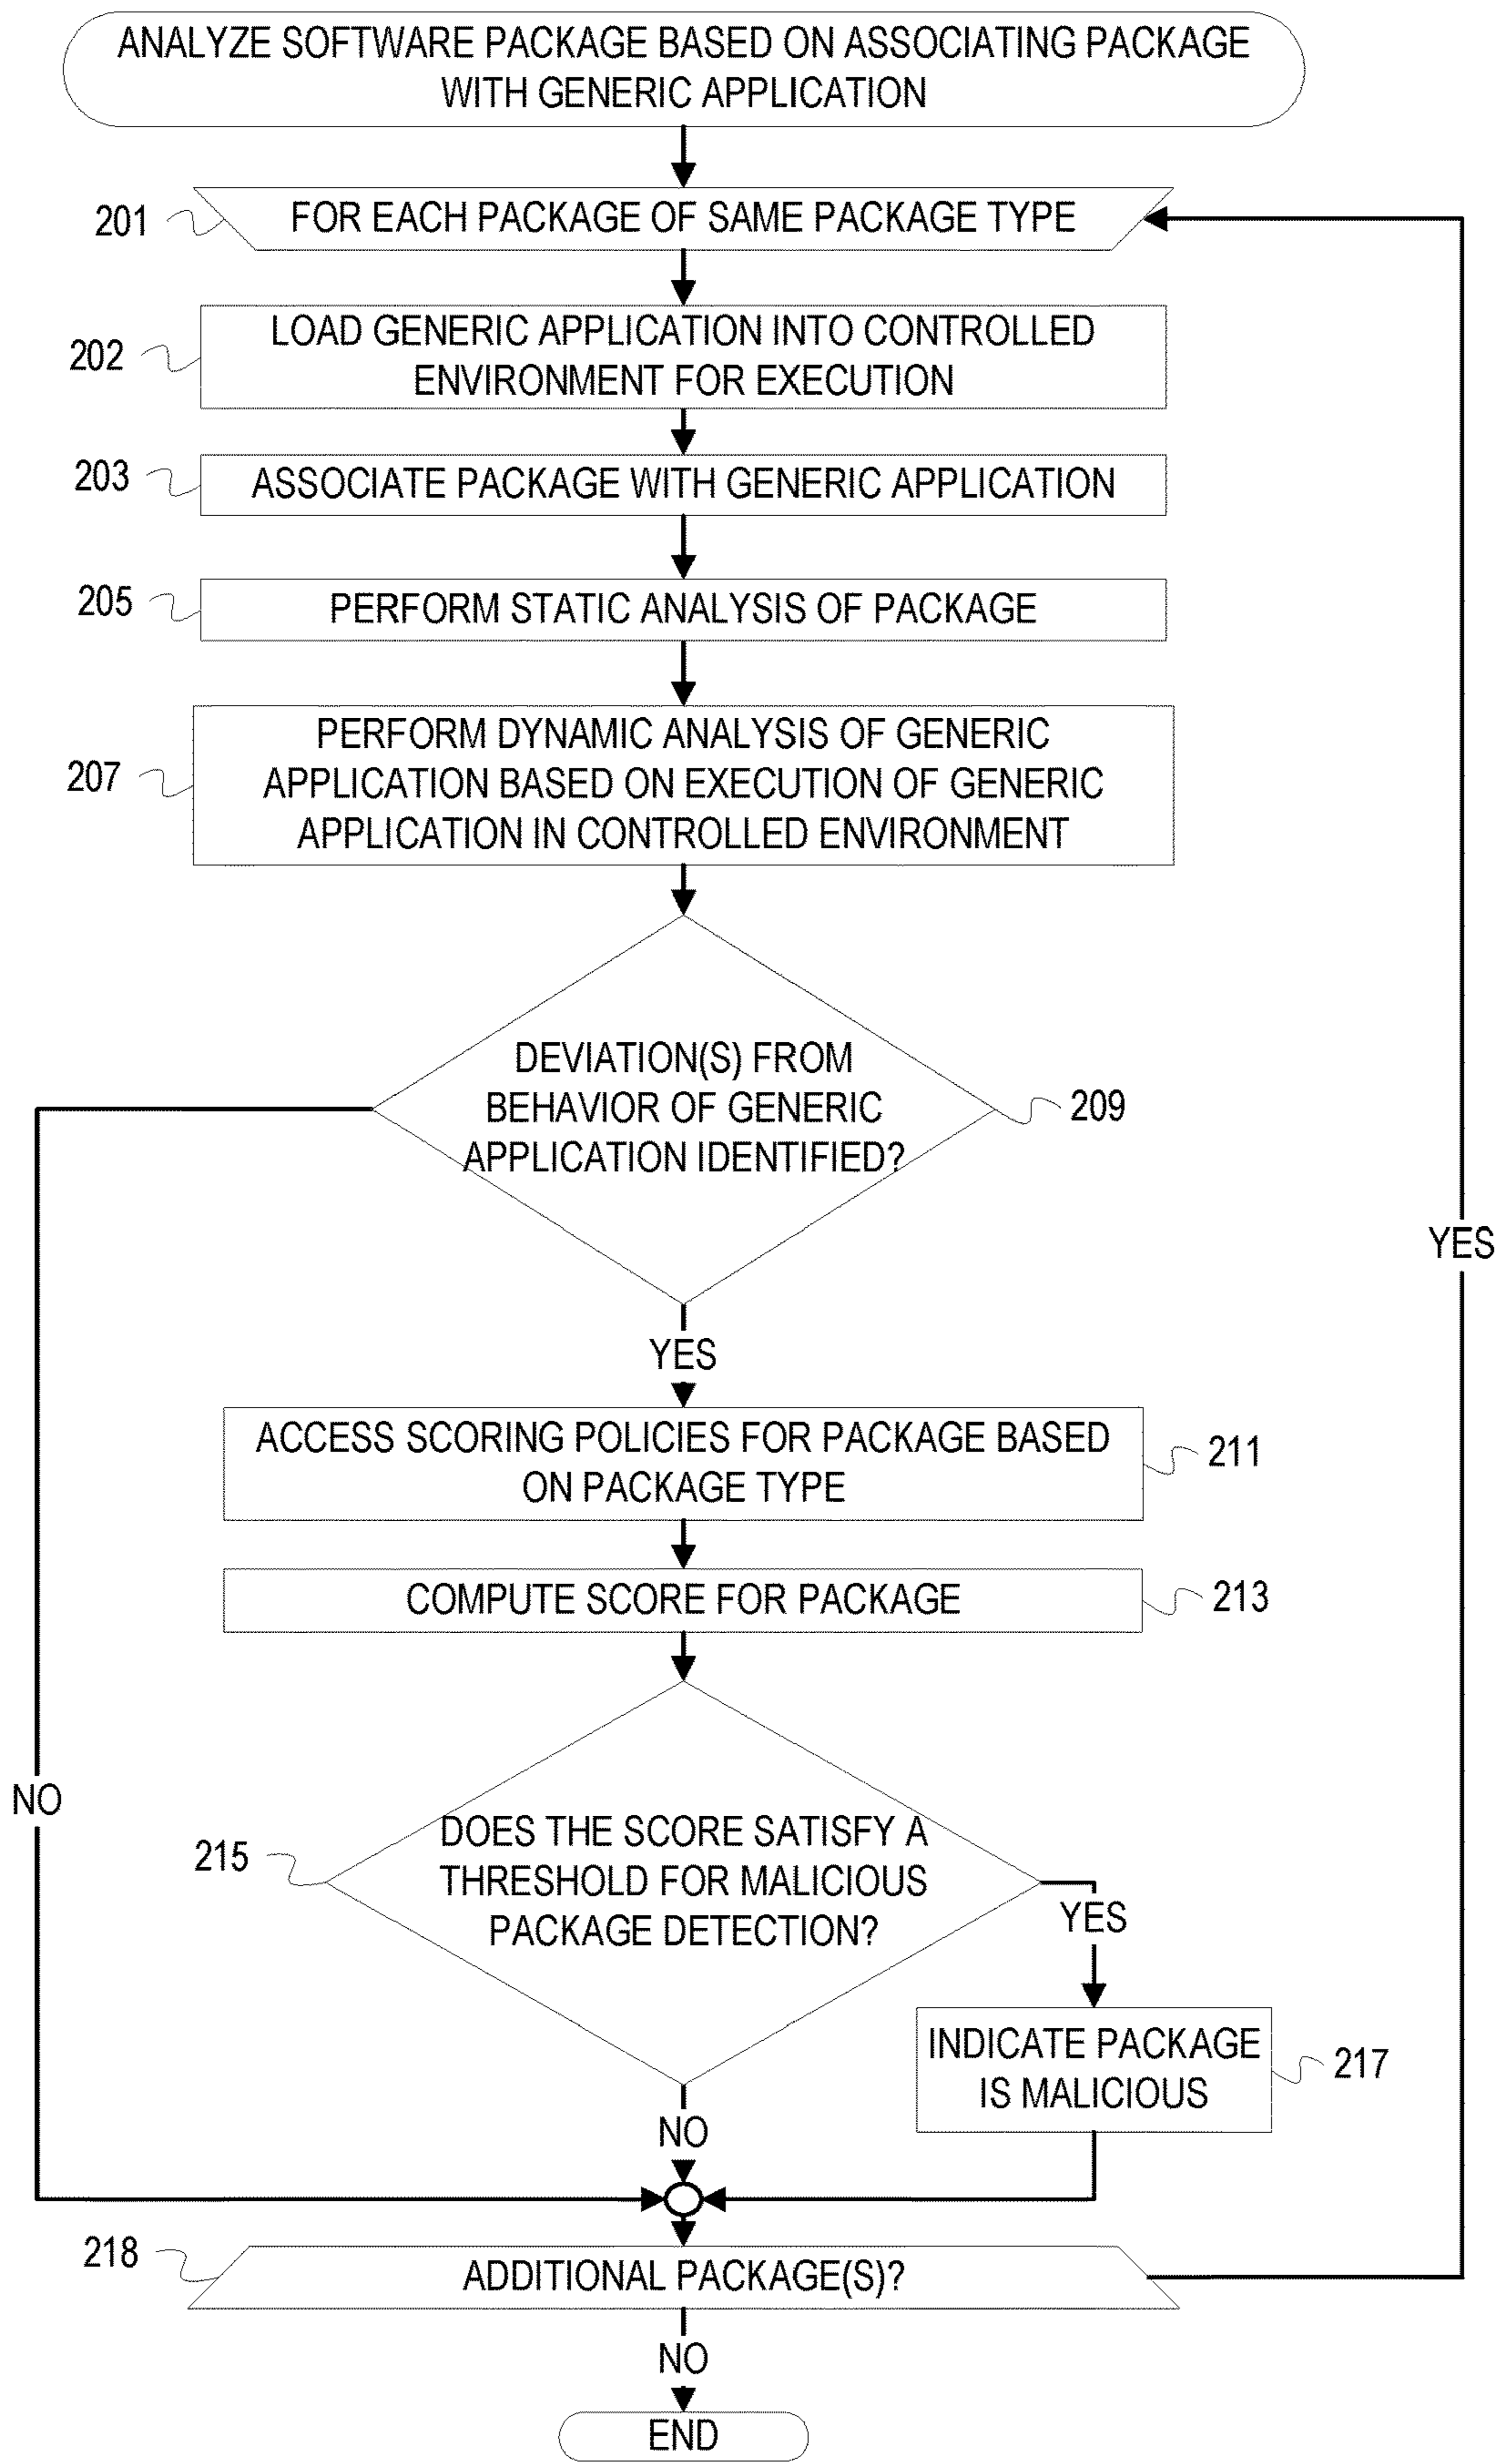 ANALYZE SOFTWARE PACKAGE BASED ON ASSOCIATING PACKAGE
WITH GENERIC APPLICATION
201
FOR EACH PACKAGE OF SAME PACKAGE TYPE
202
LOAD GENERIC APPLICATION INTO CONTROLLED
ENVIRONMENT FOR EXECUTION
203
ASSOCIATE PACKAGE WITH GENERIC APPLICATION
205
PERFORM STATIC ANALYSIS OF PACKAGE
207
PERFORM DYNAMIC ANALYSIS OF GENERIC
APPLICATION BASED ON EXECUTION OF GENERIC
APPLICATION IN CONTROLLED ENVIRONMENT
DEVIATION(S) FROM
BEHAVIOR OF GENERIC
APPLICATION IDENTIFIED?
209
YES
YES
ACCESS SCORING POLICIES FOR PACKAGE BASED
ON PACKAGE TYPE
211
COMPUTE SCORE FOR PACKAGE
213
NO
215
DOES THE SCORE SATISFY A
THRESHOLD FOR MALICIOUS
PACKAGE DETECTION?
YES
INDICATE PACKAGE
IS MALICIOUS
217
NO
218
ADDITIONAL PACKAGE(S)?
NO
END